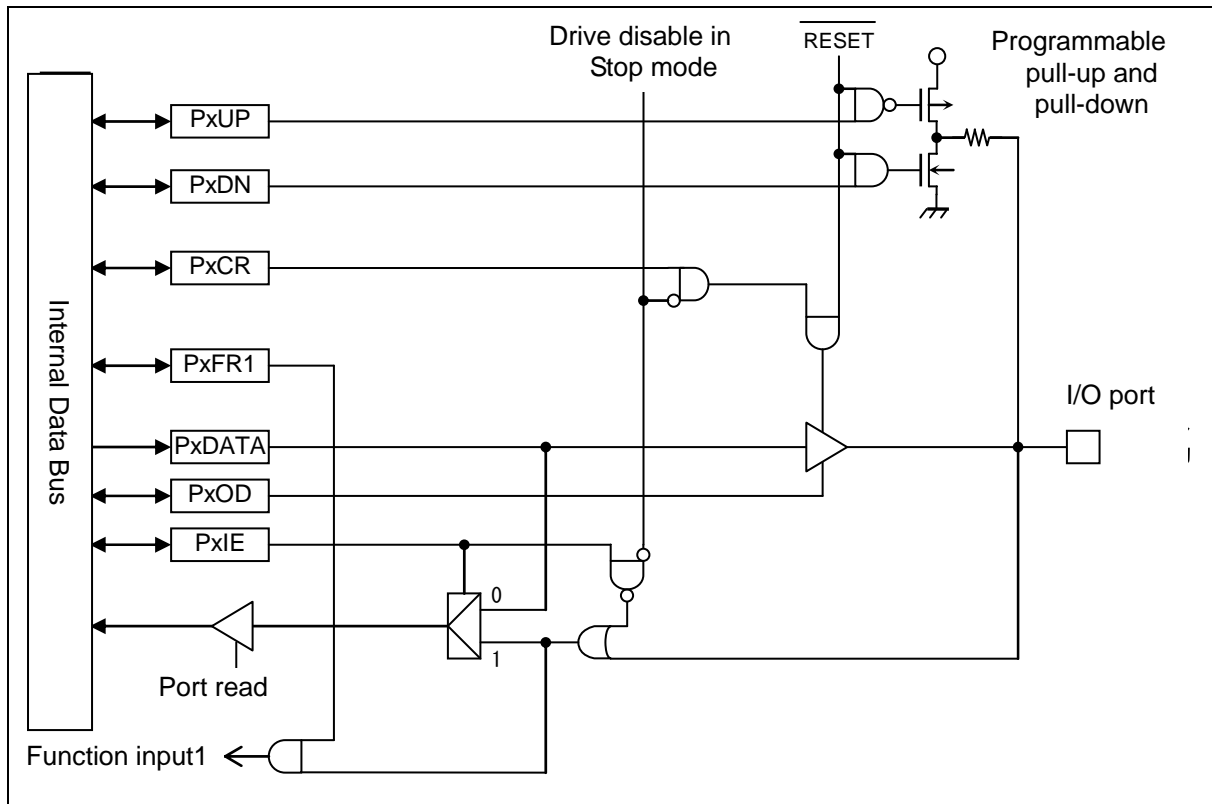 Drive disable in
Stop mode
RESET
Programmable
pull-up and
pull-down
PxUP
PxDN
PxCR
PxFR1
PxDATA
PxOD
PxIE
Internal Data Bus
I/O port
0
1
Port read
Function input1